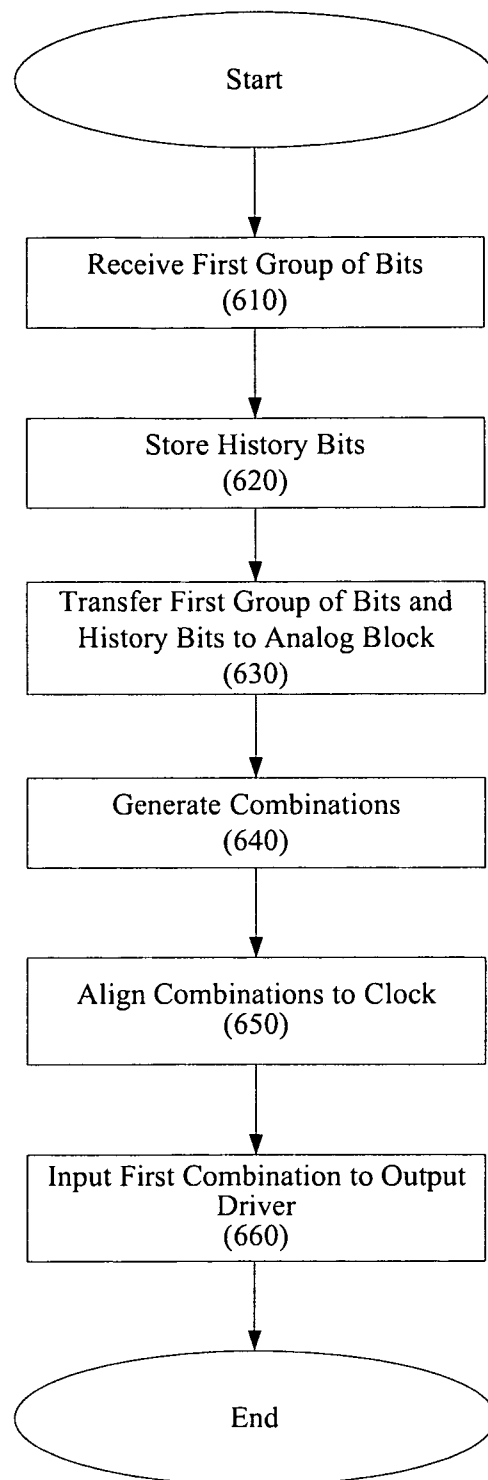 Start
Receive First Group of Bits
(610)
Store History Bits
(620)
Transfer First Group of Bits and
History Bits to Analog Block
(630)
Generate Combinations
(640)
Align Combinations to Clock
(650)
Input First Combination to Output
Driver
(660)
End